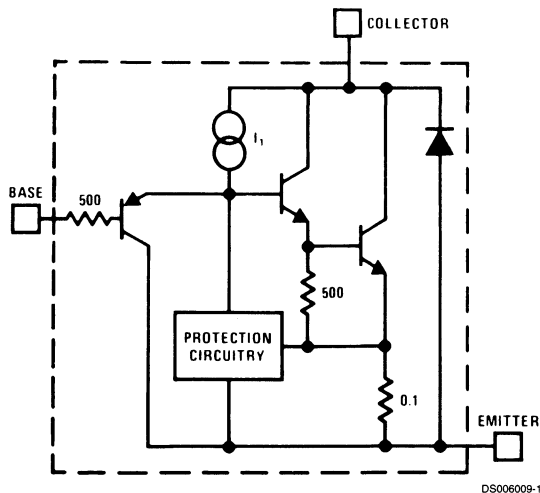 COLLECTOR
I₁
BASE
500
500
PROTECTION
CIRCUITRY
0.1
EMITTER
DS006009-1